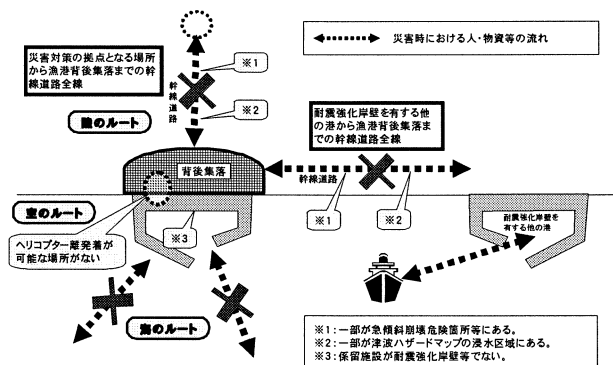 災害時における人・物資等の流れ
災害対策の拠点となる場所
から漁港背後集落までの幹
線道路全線
※1
※2
幹線道路
陸のルート
耐震強化岸壁を有する他
の港から漁港背後集落ま
での幹線道路全線
背後集落
幹線道路
※1
※2
空のルート
※3
ヘリコプター離発着が
可能な場所がない
耐震強化岸壁を
有する他の港
海のルート
※1:一部が急傾斜崩壊危険箇所等にある。
※2:一部が津波ハザードマップの浸水区域にある。
※3:係留施設が耐震強化岸壁等でない。